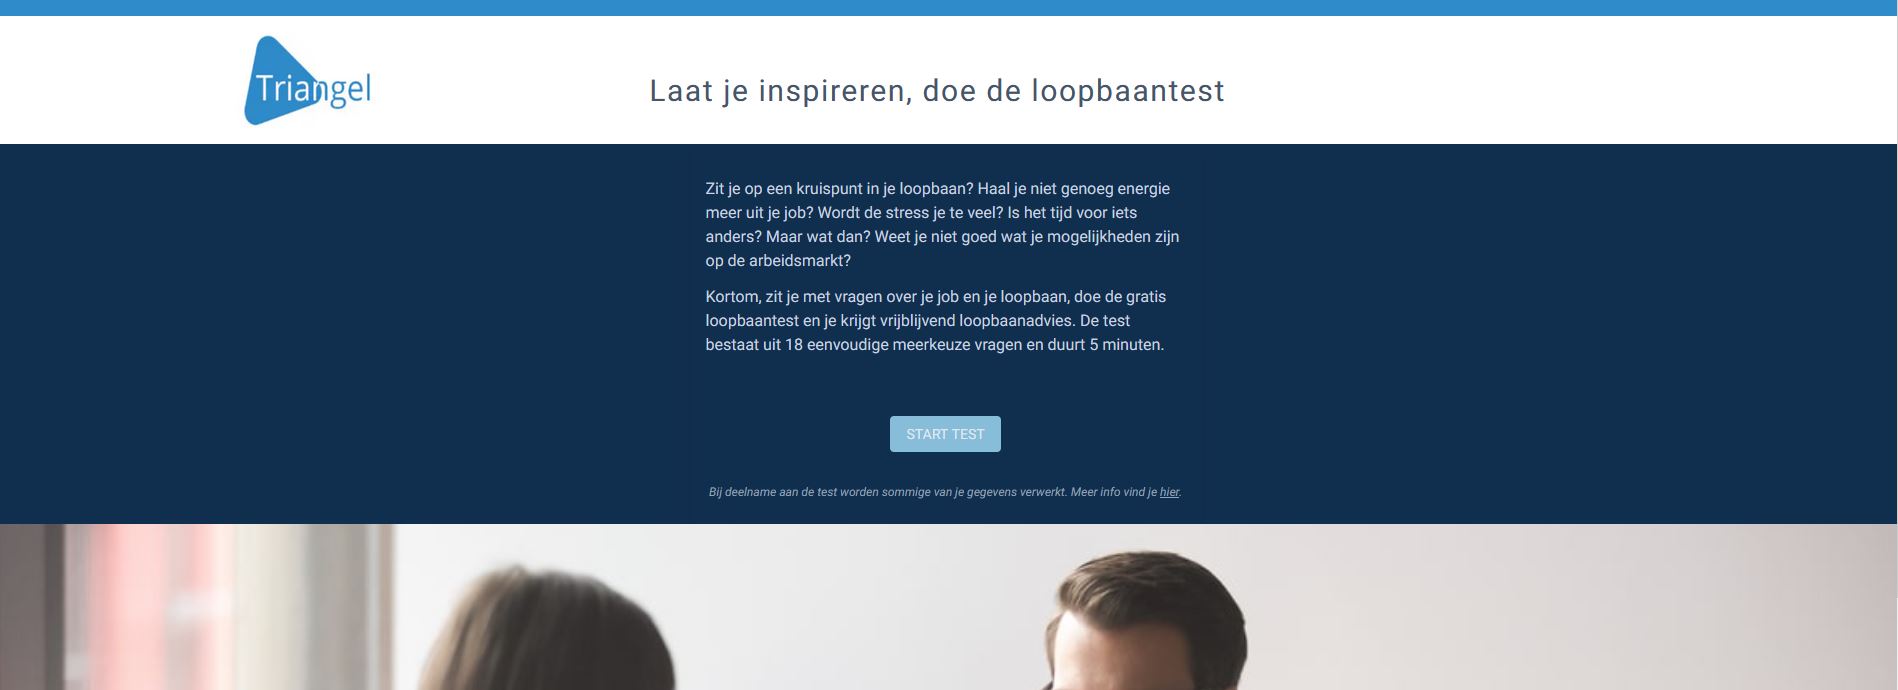 Triangel
Laat je inspireren, doe de loopbaantest
Zit je op een kruispunt in je loopbaan? Haal je niet genoeg energie
meer uit je job? Wordt de stress je te veel? Is het tijd voor iets
anders? Maar wat dan? Weet je niet goed wat je mogelijkheden zijn
op de arbeidsmarkt?
Kortom, zit je met vragen over je job en je loopbaan, doe de gratis
loopbaantest en je krijgt vrijblijvend loopbaanadvies. De test
bestaat uit 18 eenvoudige meerkeuze vragen en duurt 5 minuten.
START TEST
Bij deelname aan de test worden sommige van je gegevens verwerkt. Meer info vind je hier.